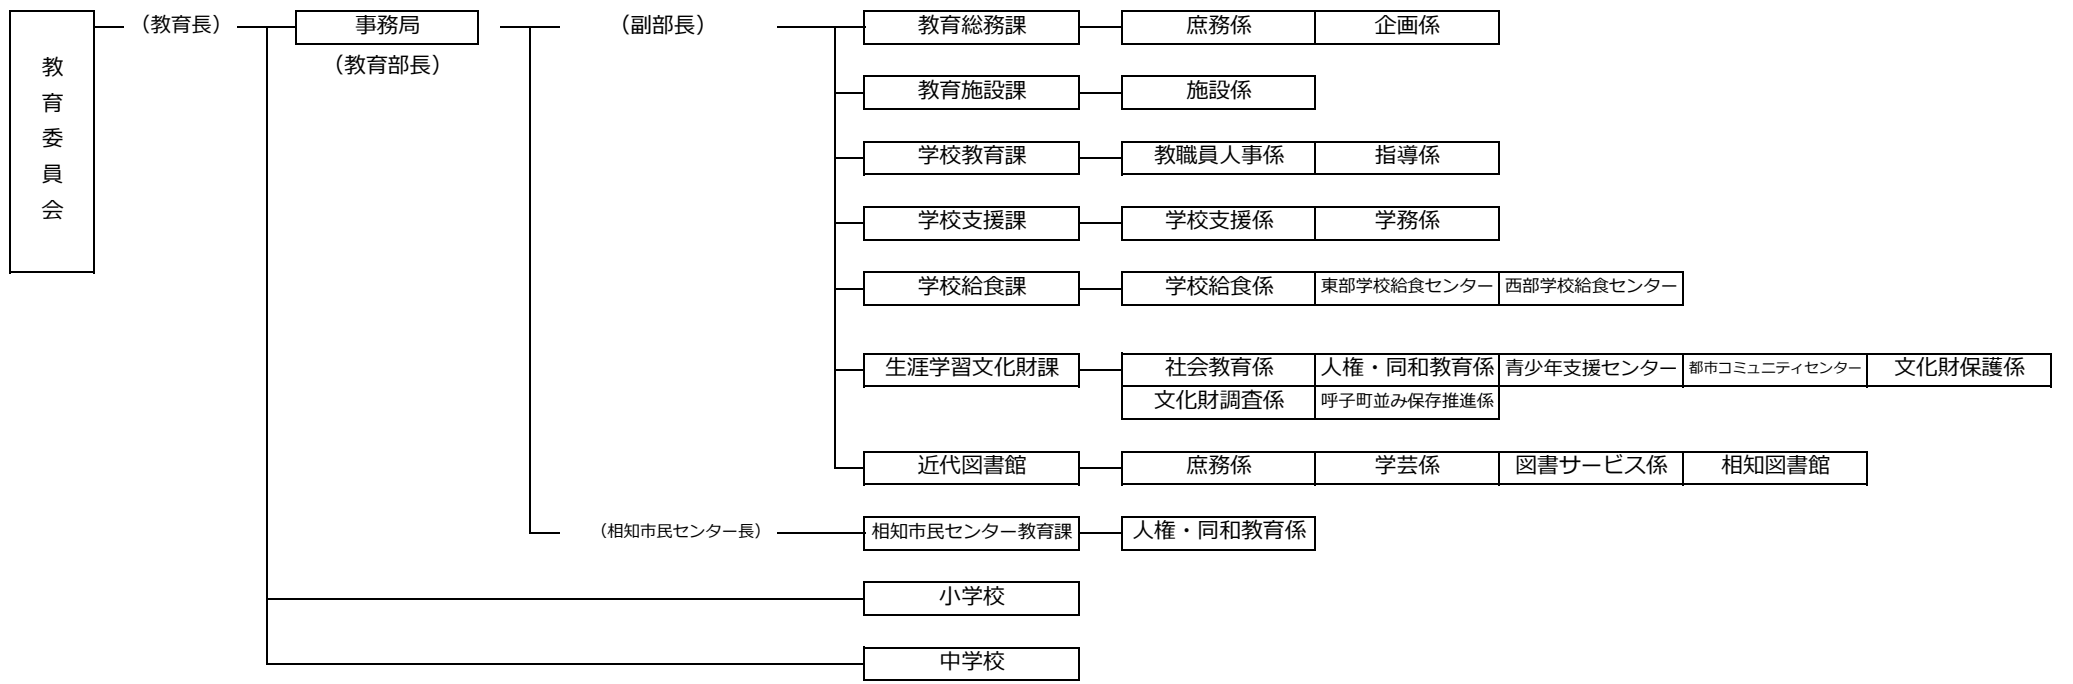 教育委員会
（教育長） 事務局 （副部長） 教育総務課 庶務係 企画係
（教育部長）
教育施設課 施設係
学校教育課 教職員人事係 指導係
学校支援課 学校支援係 学務係
学校給食課 学校給食係 東部学校給食センター 西部学校給食センター
生涯学習文化財課 社会教育係 人権・同和教育係 青少年支援センター 都市コミュニティセンター 文化財保護係
文化財調査係 呼子町並み保存推進係
近代図書館 庶務係 学芸係 図書サービス係 相知図書館
（相知市民センター長） 相知市民センター教育課 人権・同和教育係
小学校
中学校